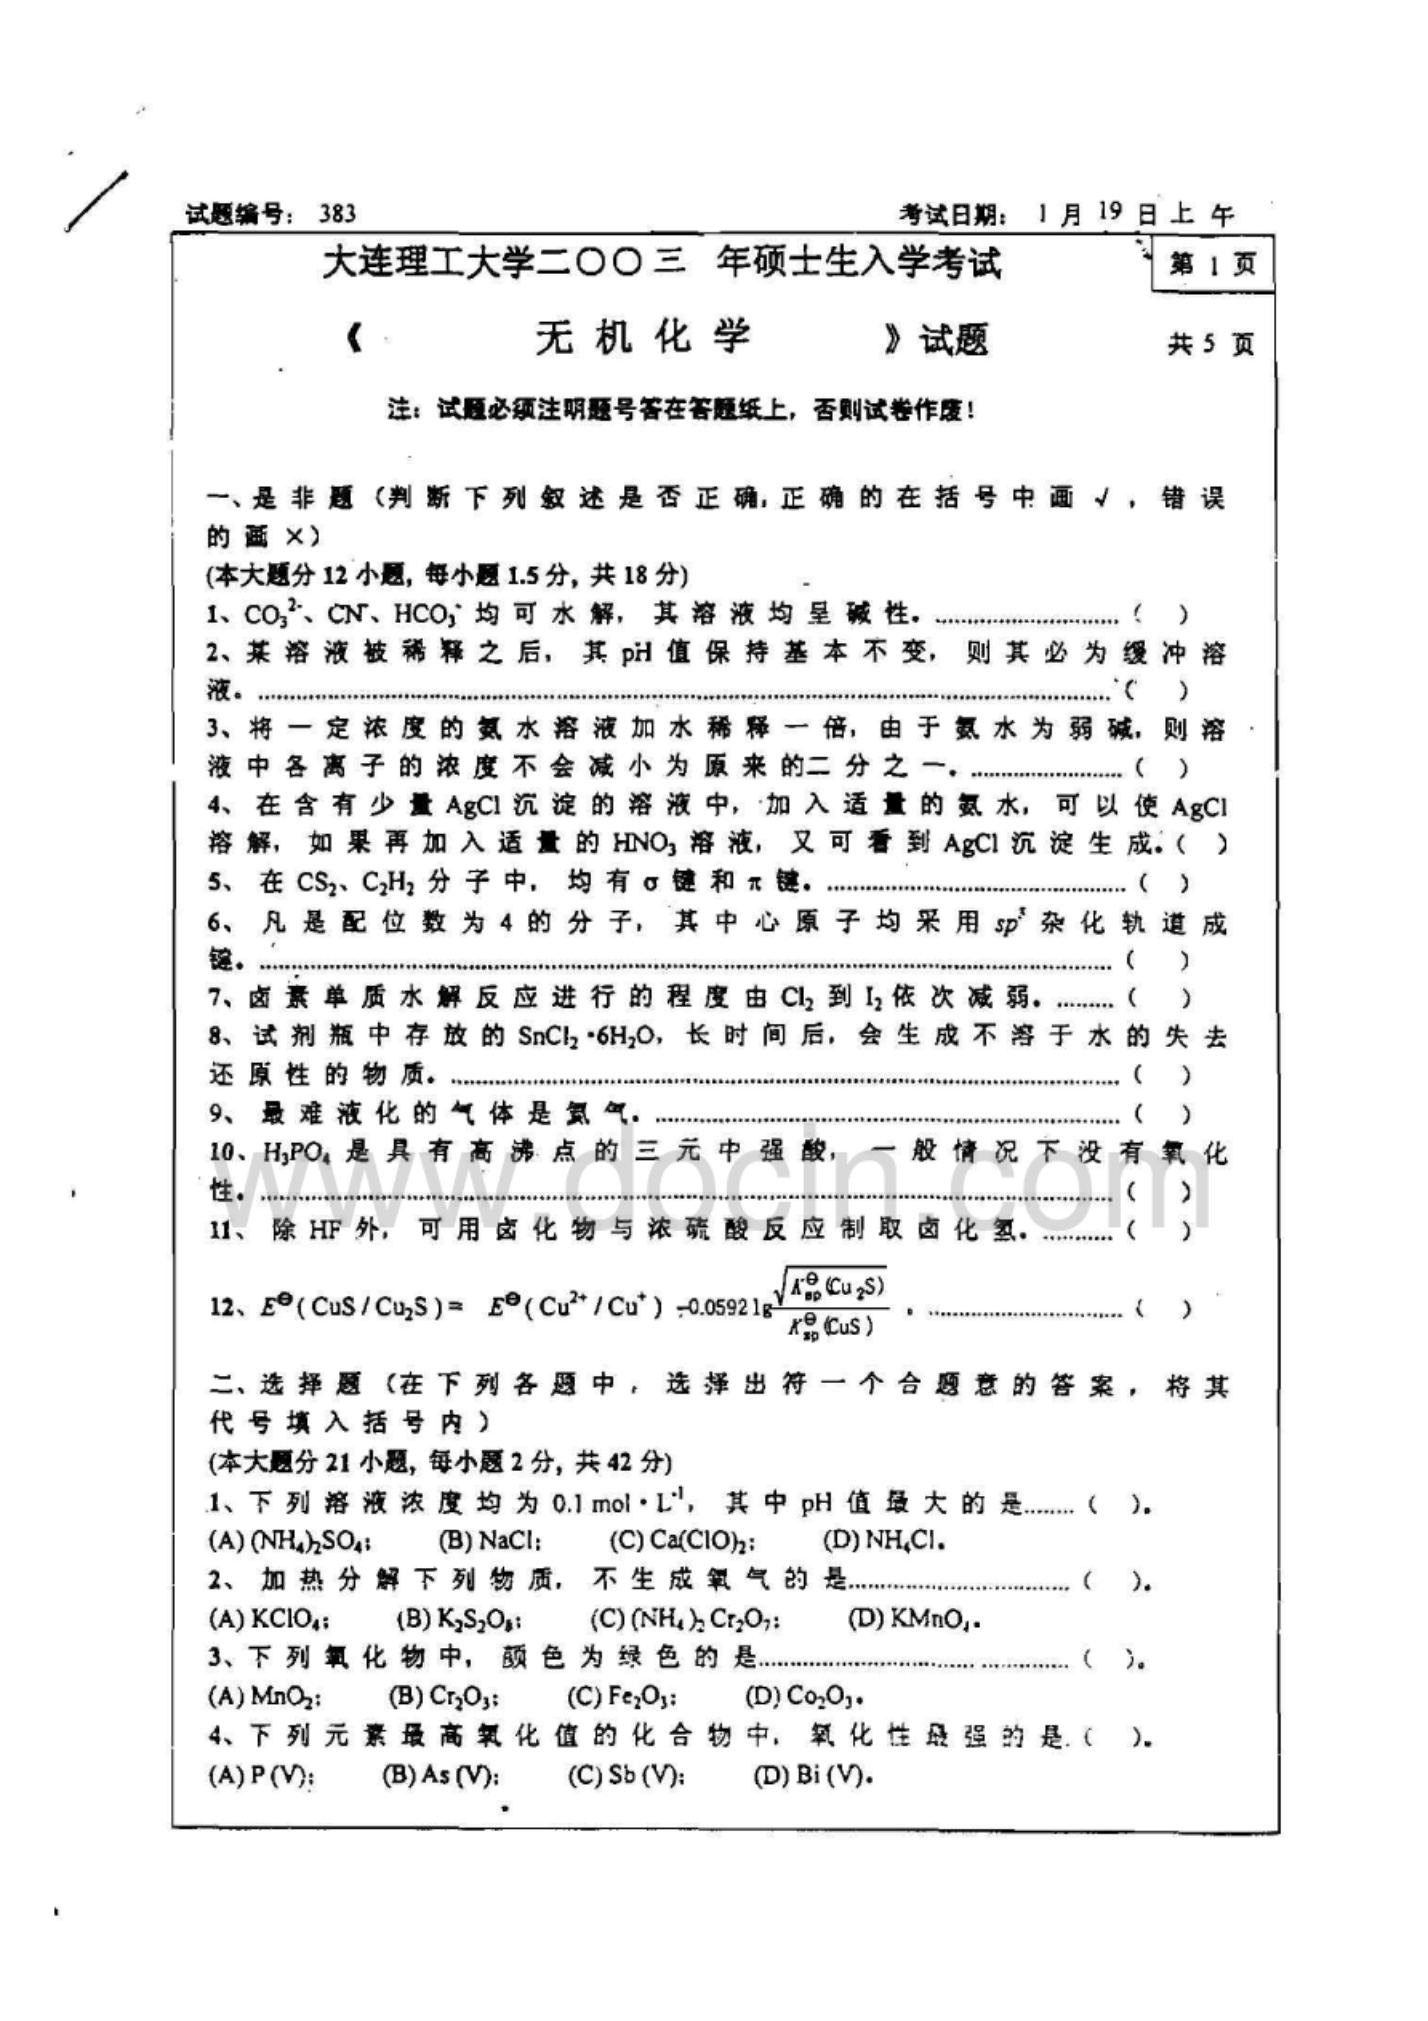 试题编号： 383 考试日期： 1 月 19 日 上 午
大连理工大学二〇〇三 年硕士生入学考试 第 1 页
《 无 机 化 学 》试题 共 5 页
注：试题必须注明题号答在答题纸上，否则试卷作废！
一、是 非 题（判 断 下 列 叙 述 是 否 正 确，正 确 的 在 括 号 中 画 √ ，错 误
的 画 ×）
(本大题分 12 小题, 每小题 1.5 分, 共 18 分)
1、CO₃²⁻、CN⁻、HCO₃⁻ 均 可 水 解， 其 溶 液 均 呈 碱 性。............................（ ）
2、某 溶 液 被 稀 释 之 后， 其 pH 值 保 持 基 本 不 变， 则 其 必 为 缓 冲 溶
液。............................（ ）
3、将 一 定 浓 度 的 氨 水 溶 液 加 水 稀 释 一 倍，由 于 氨 水 为 弱 碱，则 溶
液 中 各 离 子 的 浓 度 不 会 减 小 为 原 来 的 二 分 之 一。........................（ ）
4、 在 含 有 少 量 AgCl 沉 淀 的 溶 液 中， 加 入 适 量 的 氨 水， 可 以 使 AgCl
溶 解， 如 果 再 加 入 适 量 的 HNO₃ 溶 液， 又 可 看 到 AgCl 沉 淀 生 成。（ ）
5、 在 CS₂、C₂H₂ 分 子 中， 均 有 σ 键 和 π 键。............................（ ）
6、 凡 是 配 位 数 为 4 的 分 子， 其 中 心 原 子 均 采 用 sp³ 杂 化 轨 道 成
键。............................（ ）
7、卤 素 单 质 水 解 反 应 进 行 的 程 度 由 Cl₂ 到 I₂ 依 次 减 弱。.........（ ）
8、试 剂 瓶 中 存 放 的 SnCl₂·6H₂O， 长 时 间 后， 会 生 成 不 溶 于 水 的 失 去
还 原 性 的 物 质。............................（ ）
9、 最 难 液 化 的 气 体 是 氦 气。............................（ ）
10、H₃PO₄ 是 具 有 高 沸 点 的 三 元 中 强 酸， 一 般 情 况 下 没 有 氧 化
性。............................（ ）
11、 除 HF 外， 可 用 卤 化 物 与 浓 硫 酸 反 应 制 取 卤 化 氢。...........（ ）
12、E^⊖(CuS/Cu₂S)= E^⊖(Cu²⁺/Cu⁺) -0.0592 lg √(K_sp^⊖(Cu₂S)) / K_sp^⊖(CuS) 。............................（ ）
二、选 择 题（在 下 列 各 题 中 ，选 择 出 符 一 个 合 题 意 的 答 案 ，将 其
代 号 填 入 括 号 内 ）
(本大题分 21 小题, 每小题 2 分, 共 42 分)
1、下 列 溶 液 浓 度 均 为 0.1 mol·L⁻¹， 其 中 pH 值 最 大 的 是........（ ）。
(A) (NH₄)₂SO₄； (B) NaCl； (C) Ca(ClO)₂； (D) NH₄Cl。
2、 加 热 分 解 下 列 物 质， 不 生 成 氧 气 的 是............................（ ）。
(A) KClO₄； (B) K₂S₂O₈； (C) (NH₄)₂Cr₂O₇； (D) KMnO₄。
3、下 列 氧 化 物 中， 颜 色 为 绿 色 的 是............................（ ）。
(A) MnO₂； (B) Cr₂O₃； (C) Fe₂O₃； (D) Co₂O₃。
4、下 列 元 素 最 高 氧 化 值 的 化 合 物 中， 氧 化 性 最 强 的 是.（ ）。
(A) P (V)； (B) As (V)； (C) Sb (V)； (D) Bi (V)。
www.docin.com